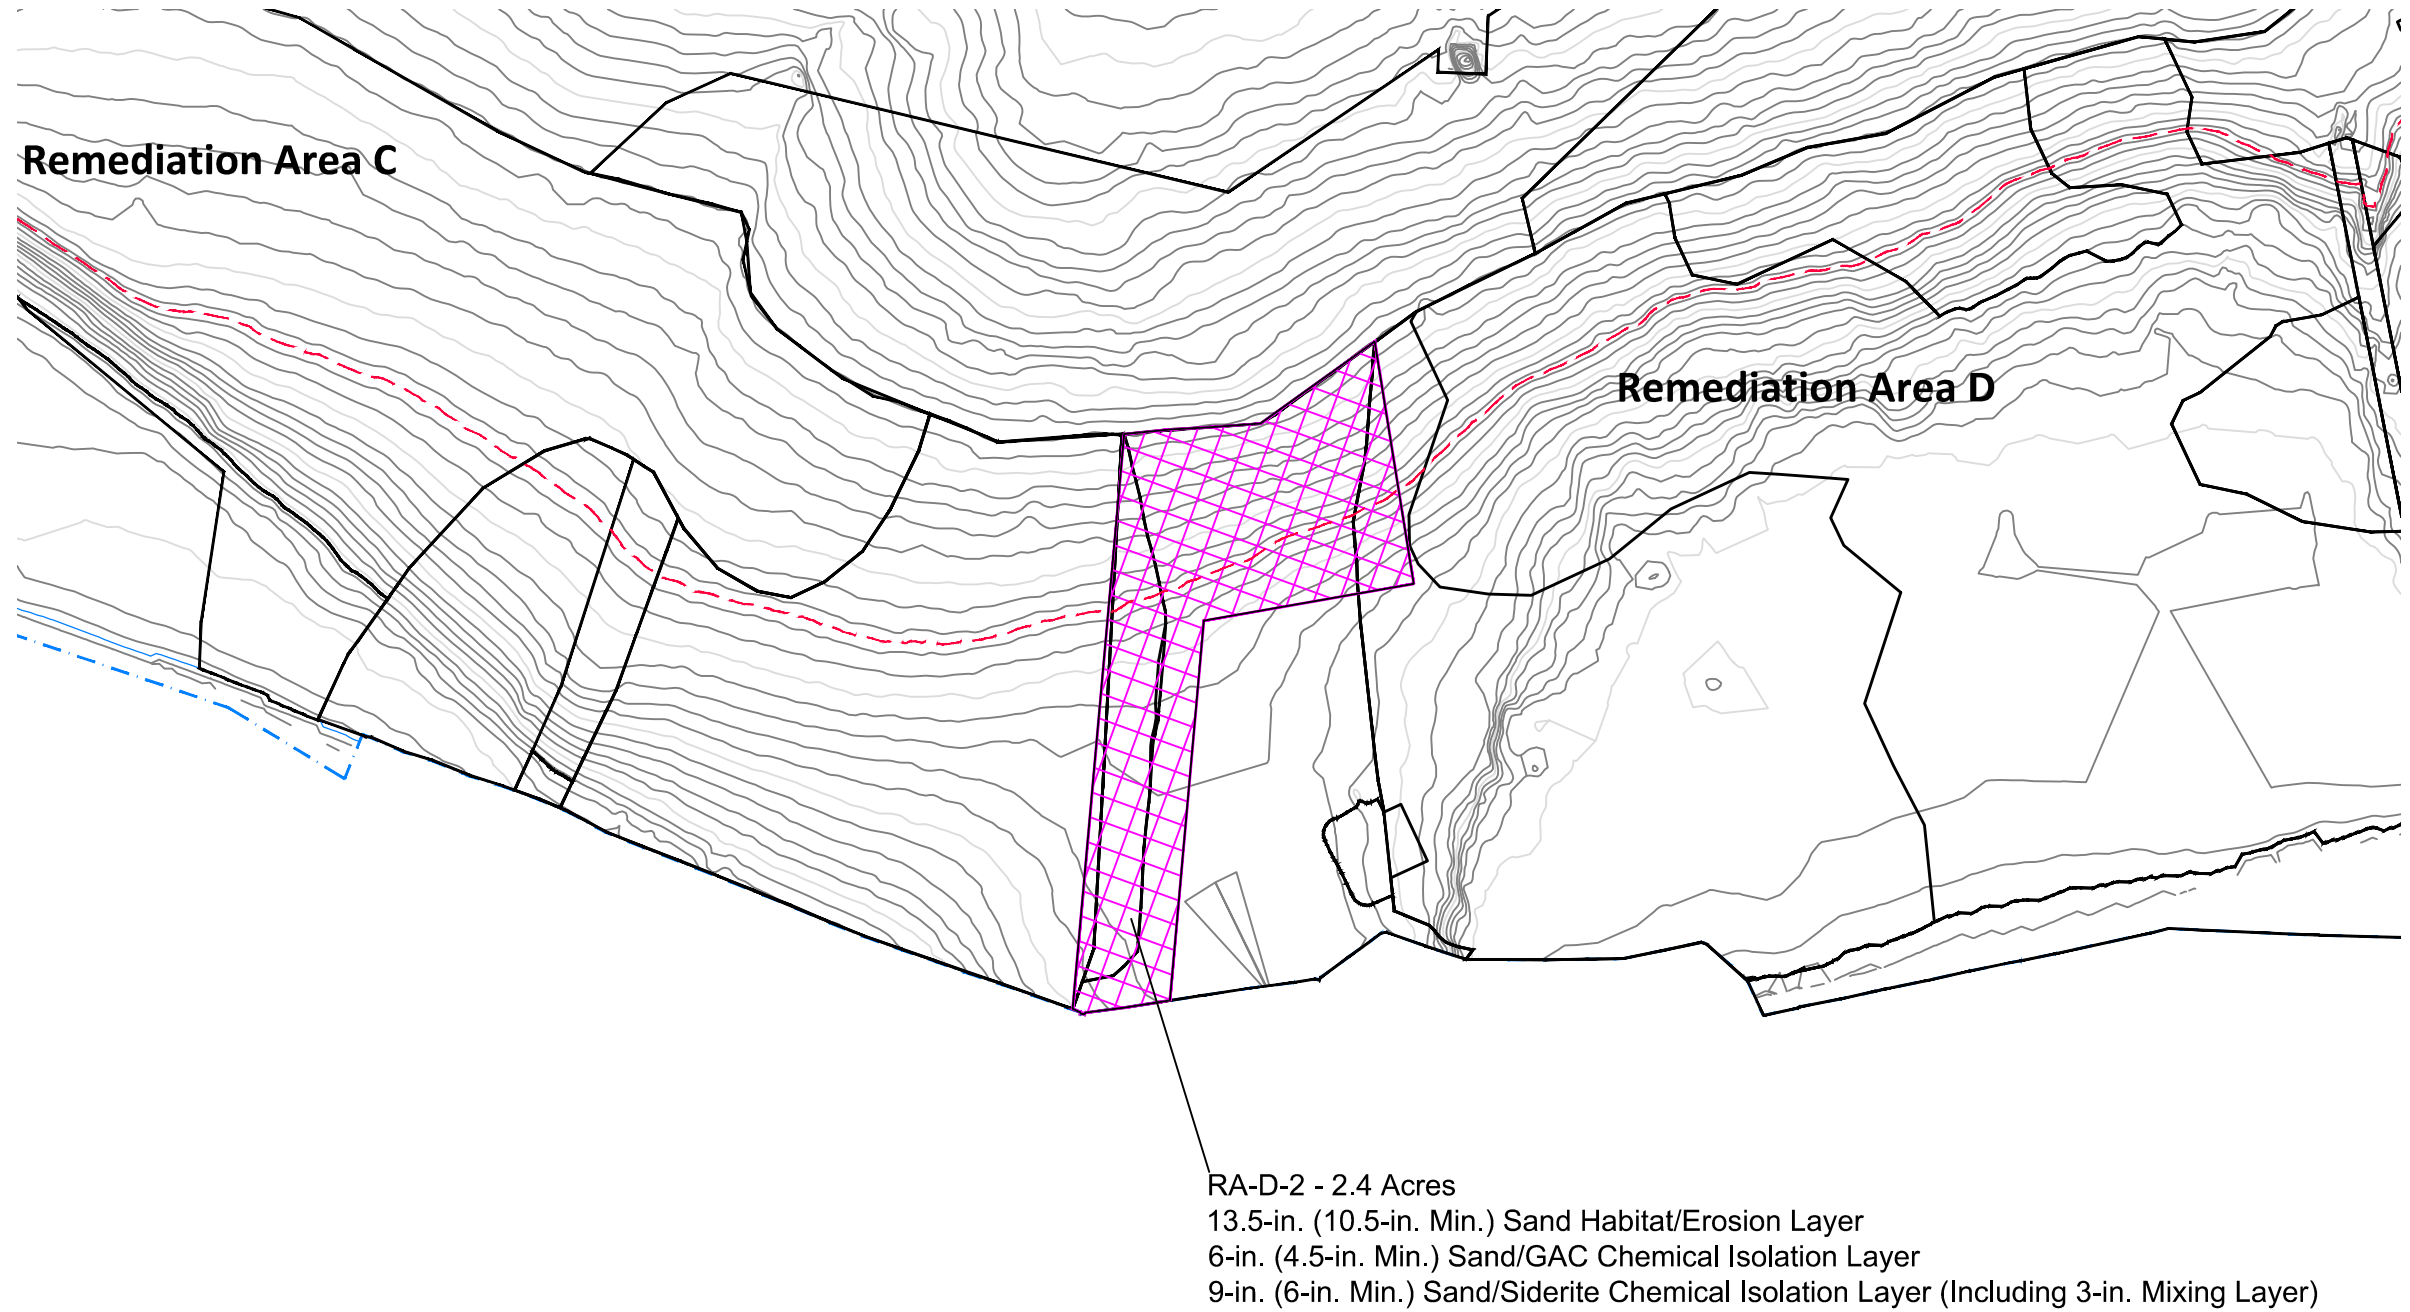 Remediation Area C
Remediation Area D
RA-D-2 - 2.4 Acres
13.5-in. (10.5-in. Min.) Sand Habitat/Erosion Layer
6-in. (4.5-in. Min.) Sand/GAC Chemical Isolation Layer
9-in. (6-in. Min.) Sand/Siderite Chemical Isolation Layer (Including 3-in. Mixing Layer)